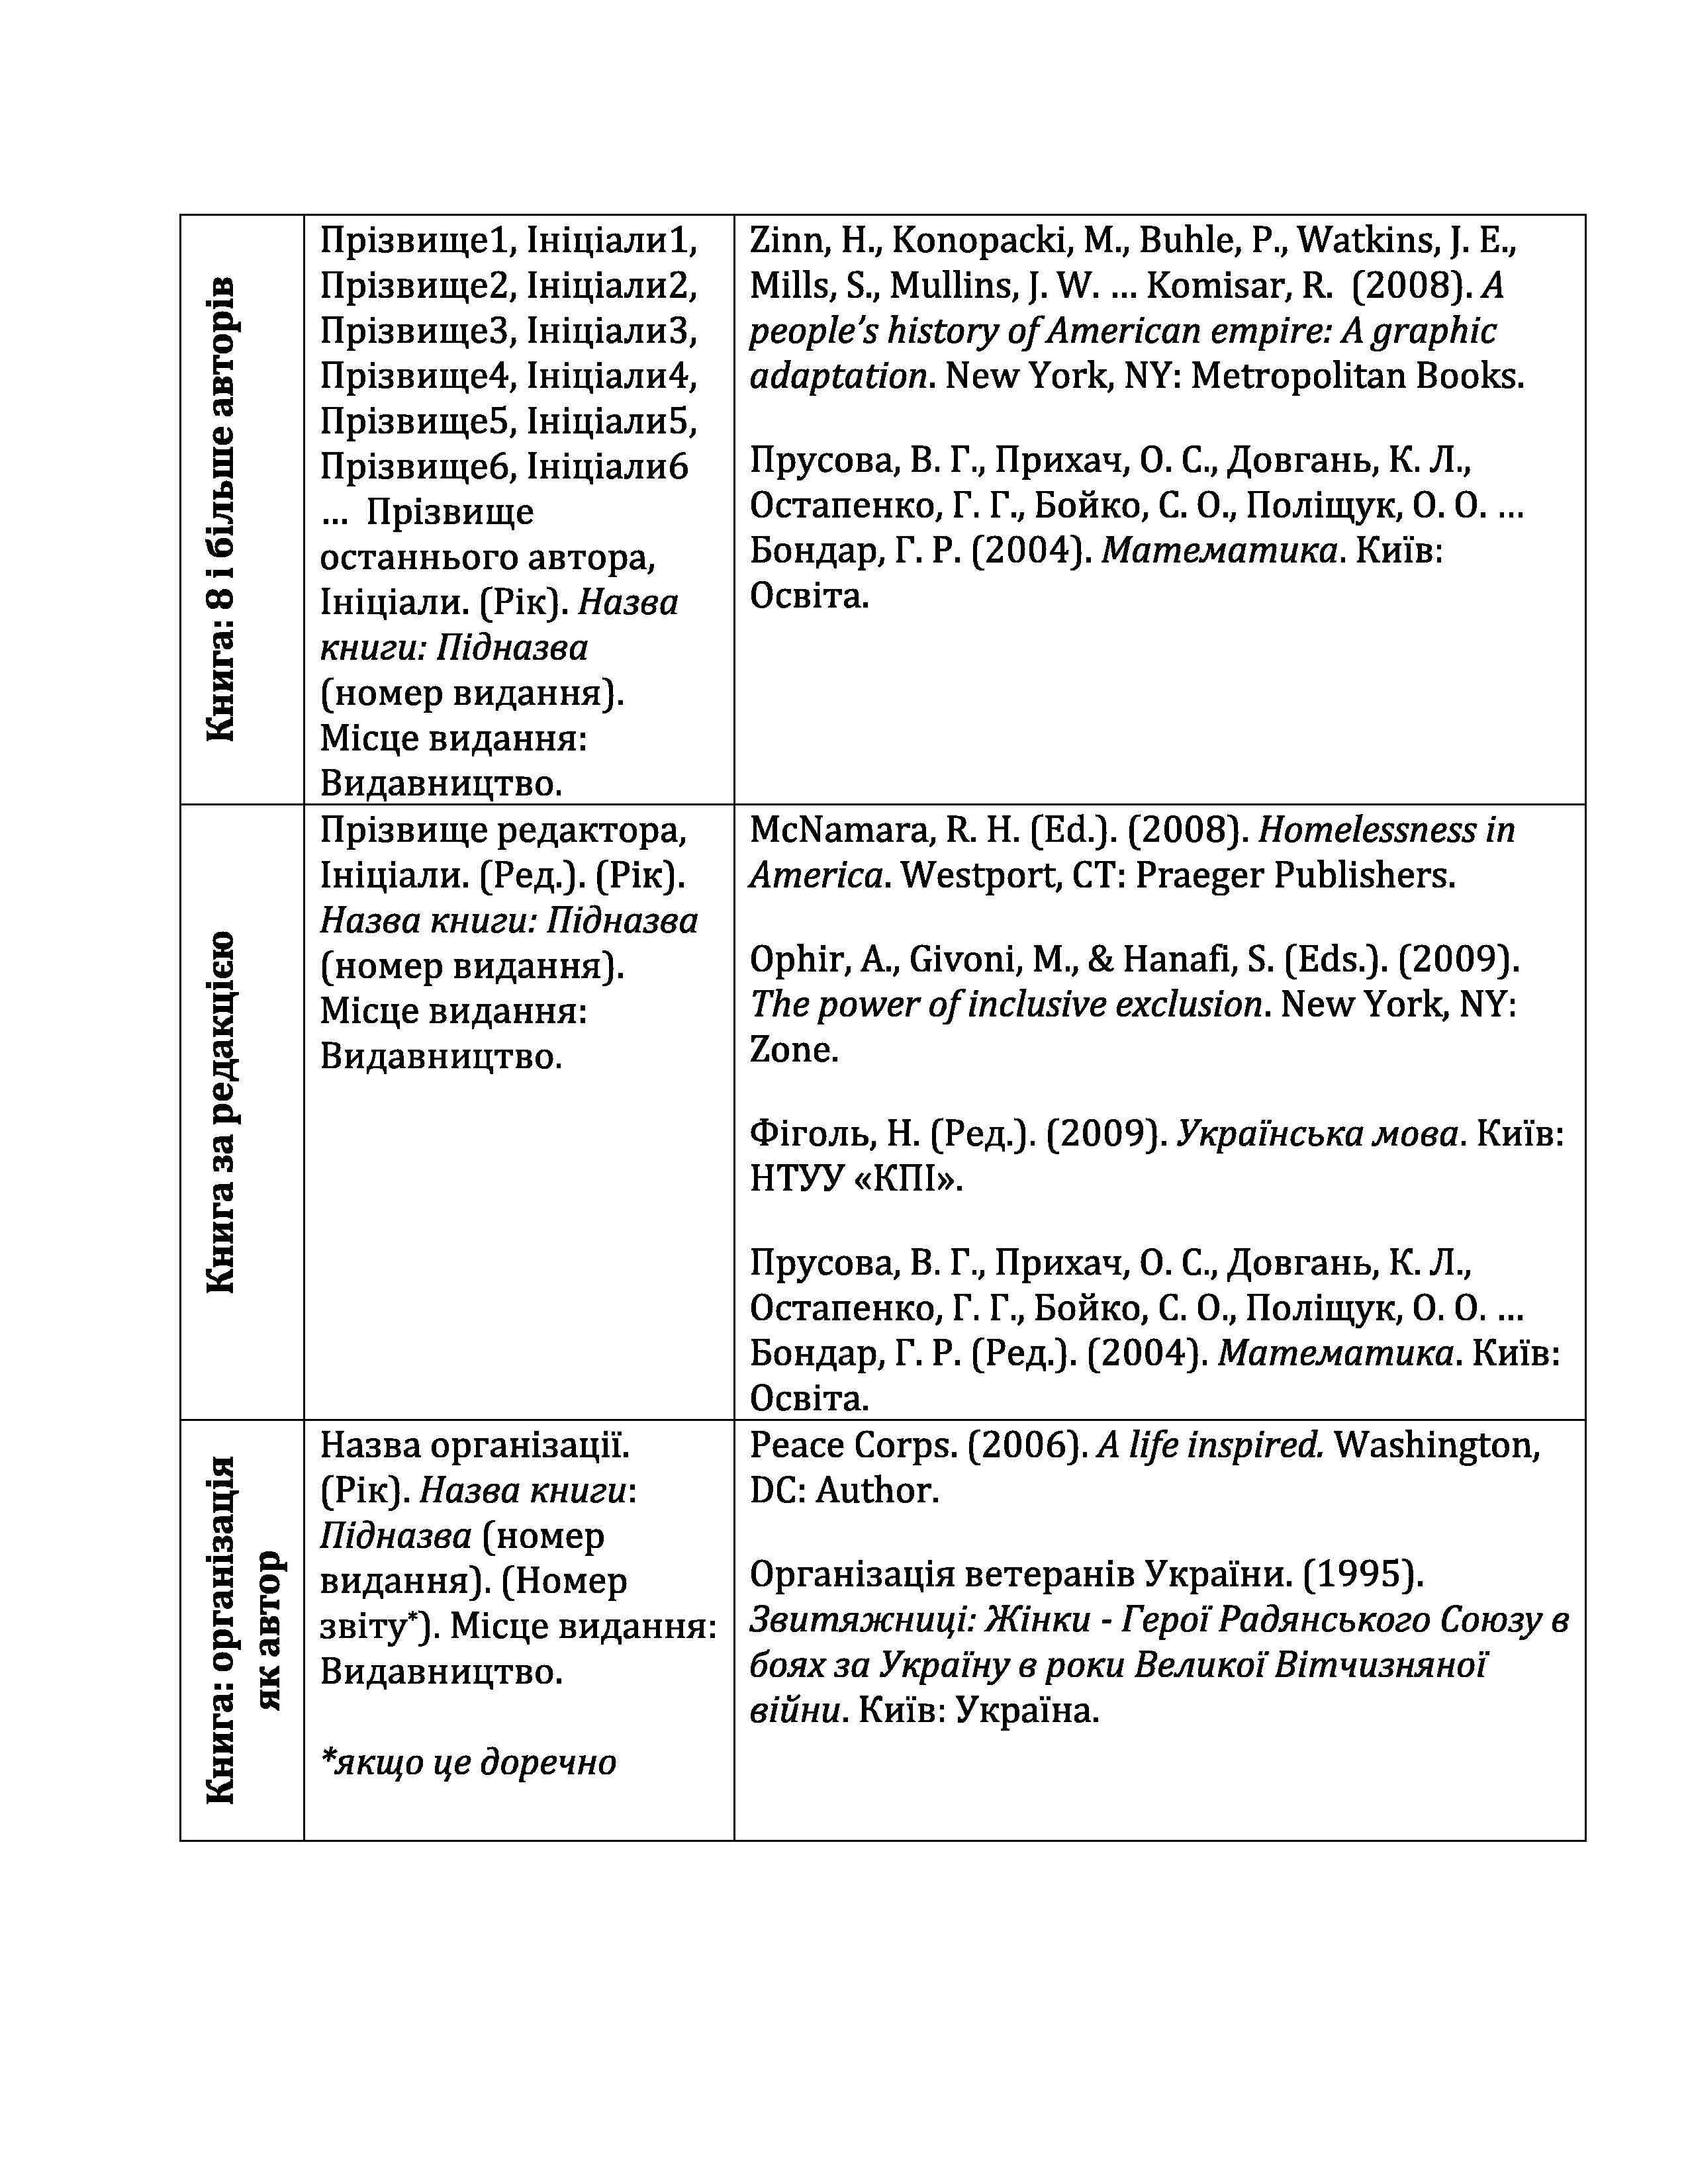 Книга: 8 і більше авторів
Прізвище1, Ініціали1,
Прізвище2, Ініціали2,
Прізвище3, Ініціали3,
Прізвище4, Ініціали4,
Прізвище5, Ініціали5,
Прізвище6, Ініціали6
… Прізвище
останнього автора,
Ініціали. (Рік). Назва
книги: Підназва
(номер видання).
Місце видання:
Видавництво.
Zinn, H., Konopacki, M., Buhle, P., Watkins, J. E.,
Mills, S., Mullins, J. W. … Komisar, R. (2008). A
people’s history of American empire: A graphic
adaptation. New York, NY: Metropolitan Books.
Прусова, В. Г., Прихач, О. С., Довгань, К. Л.,
Остапенко, Г. Г., Бойко, С. О., Поліщук, О. О. …
Бондар, Г. Р. (2004). Математика. Київ:
Освіта.
Книга за редакцією
Прізвище редактора,
Ініціали. (Ред.). (Рік).
Назва книги: Підназва
(номер видання).
Місце видання:
Видавництво.
McNamara, R. H. (Ed.). (2008). Homelessness in
America. Westport, CT: Praeger Publishers.
Ophir, A., Givoni, M., & Hanafi, S. (Eds.). (2009).
The power of inclusive exclusion. New York, NY:
Zone.
Фіголь, Н. (Ред.). (2009). Українська мова. Київ:
НТУУ «КПІ».
Прусова, В. Г., Прихач, О. С., Довгань, К. Л.,
Остапенко, Г. Г., Бойко, С. О., Поліщук, О. О. …
Бондар, Г. Р. (Ред.). (2004). Математика. Київ:
Освіта.
Книга: організація
як автор
Назва організації.
(Рік). Назва книги:
Підназва (номер
видання). (Номер
звіту*). Місце видання:
Видавництво.
*якщо це доречно
Peace Corps. (2006). A life inspired. Washington,
DC: Author.
Організація ветеранів України. (1995).
Звитяжниці: Жінки - Герої Радянського Союзу в
боях за Україну в роки Великої Вітчизняної
війни. Київ: Україна.